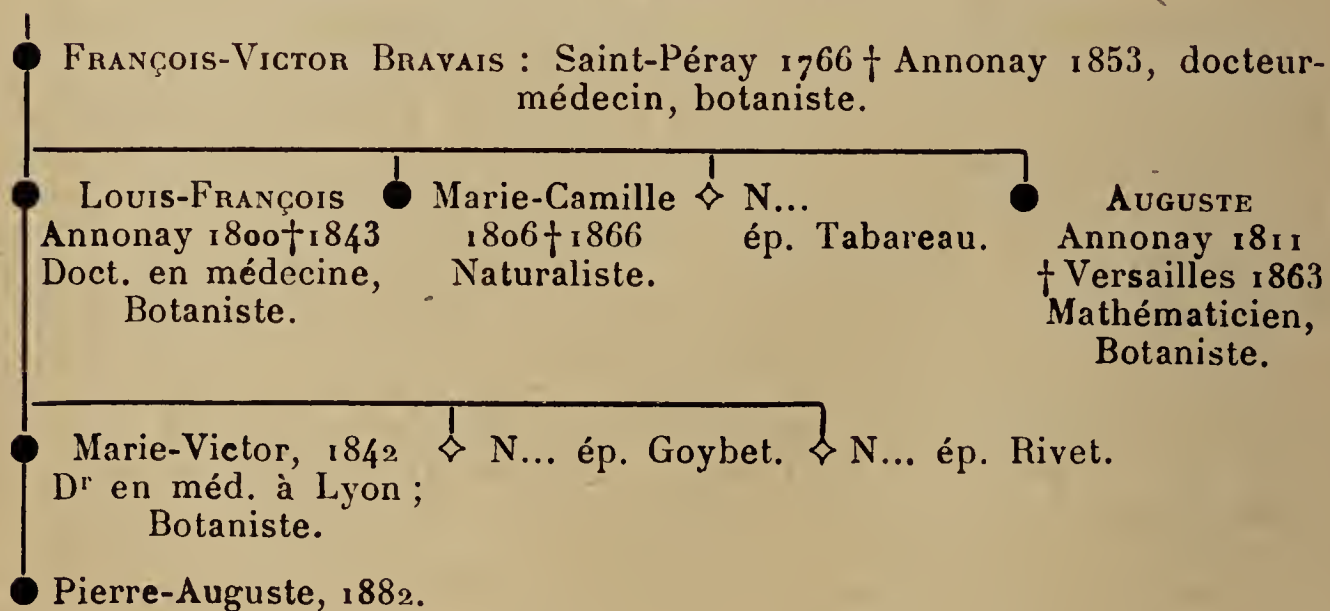 FRANÇOIS-VICTOR BRAVAIS : Saint-Péray 1766 † Annonay 1853, docteur-
médecin, botaniste.
LOUIS-FRANÇOIS
Annonay 1800†1843
Doct. en médecine,
Botaniste.
Marie-Camille
1806†1866
Naturaliste.
N...
ép. Tabareau.
AUGUSTE
Annonay 1811
† Versailles 1863
Mathématicien,
Botaniste.
Marie-Victor, 1842
Dr en méd. à Lyon ;
Botaniste.
N... ép. Goybet.
N... ép. Rivet.
Pierre-Auguste, 1882.